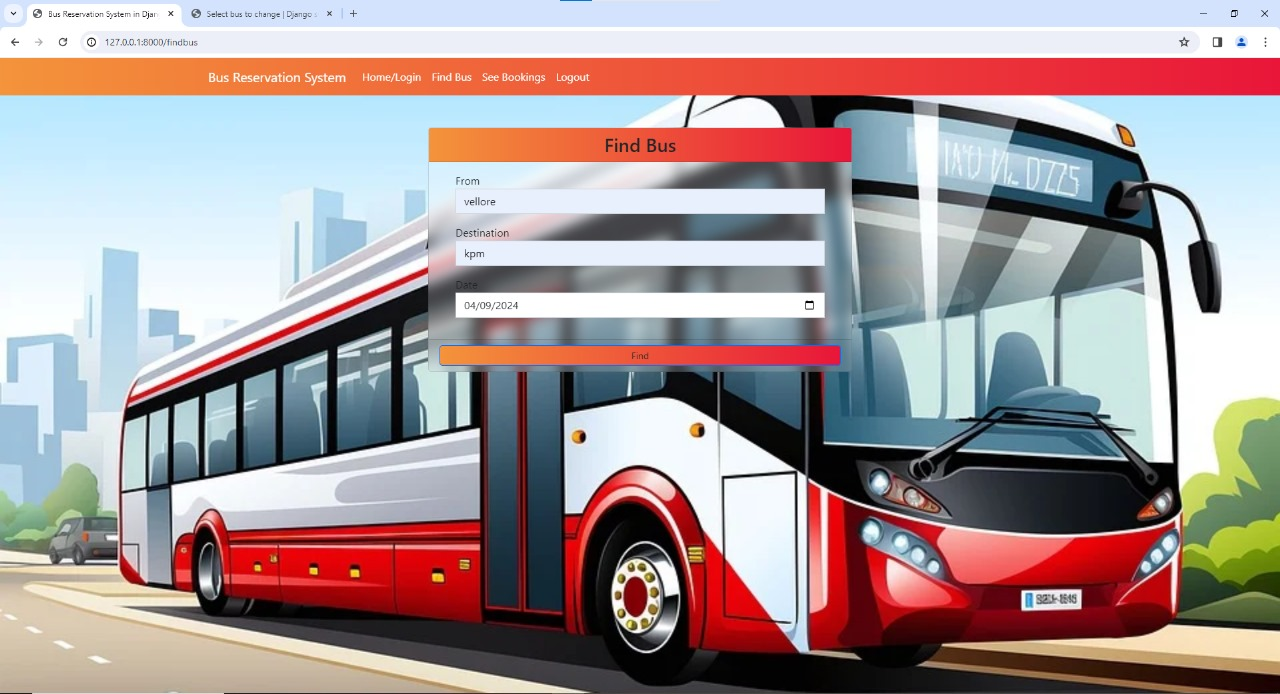 Bus Reservation System in Djan
Select bus to change | Django s
127.0.0.1:8000/findbus
Bus Reservation System Home/Login Find Bus See Bookings Logout
Find Bus
From
vellore
Destination
kpm
Date
04/09/2024
Find